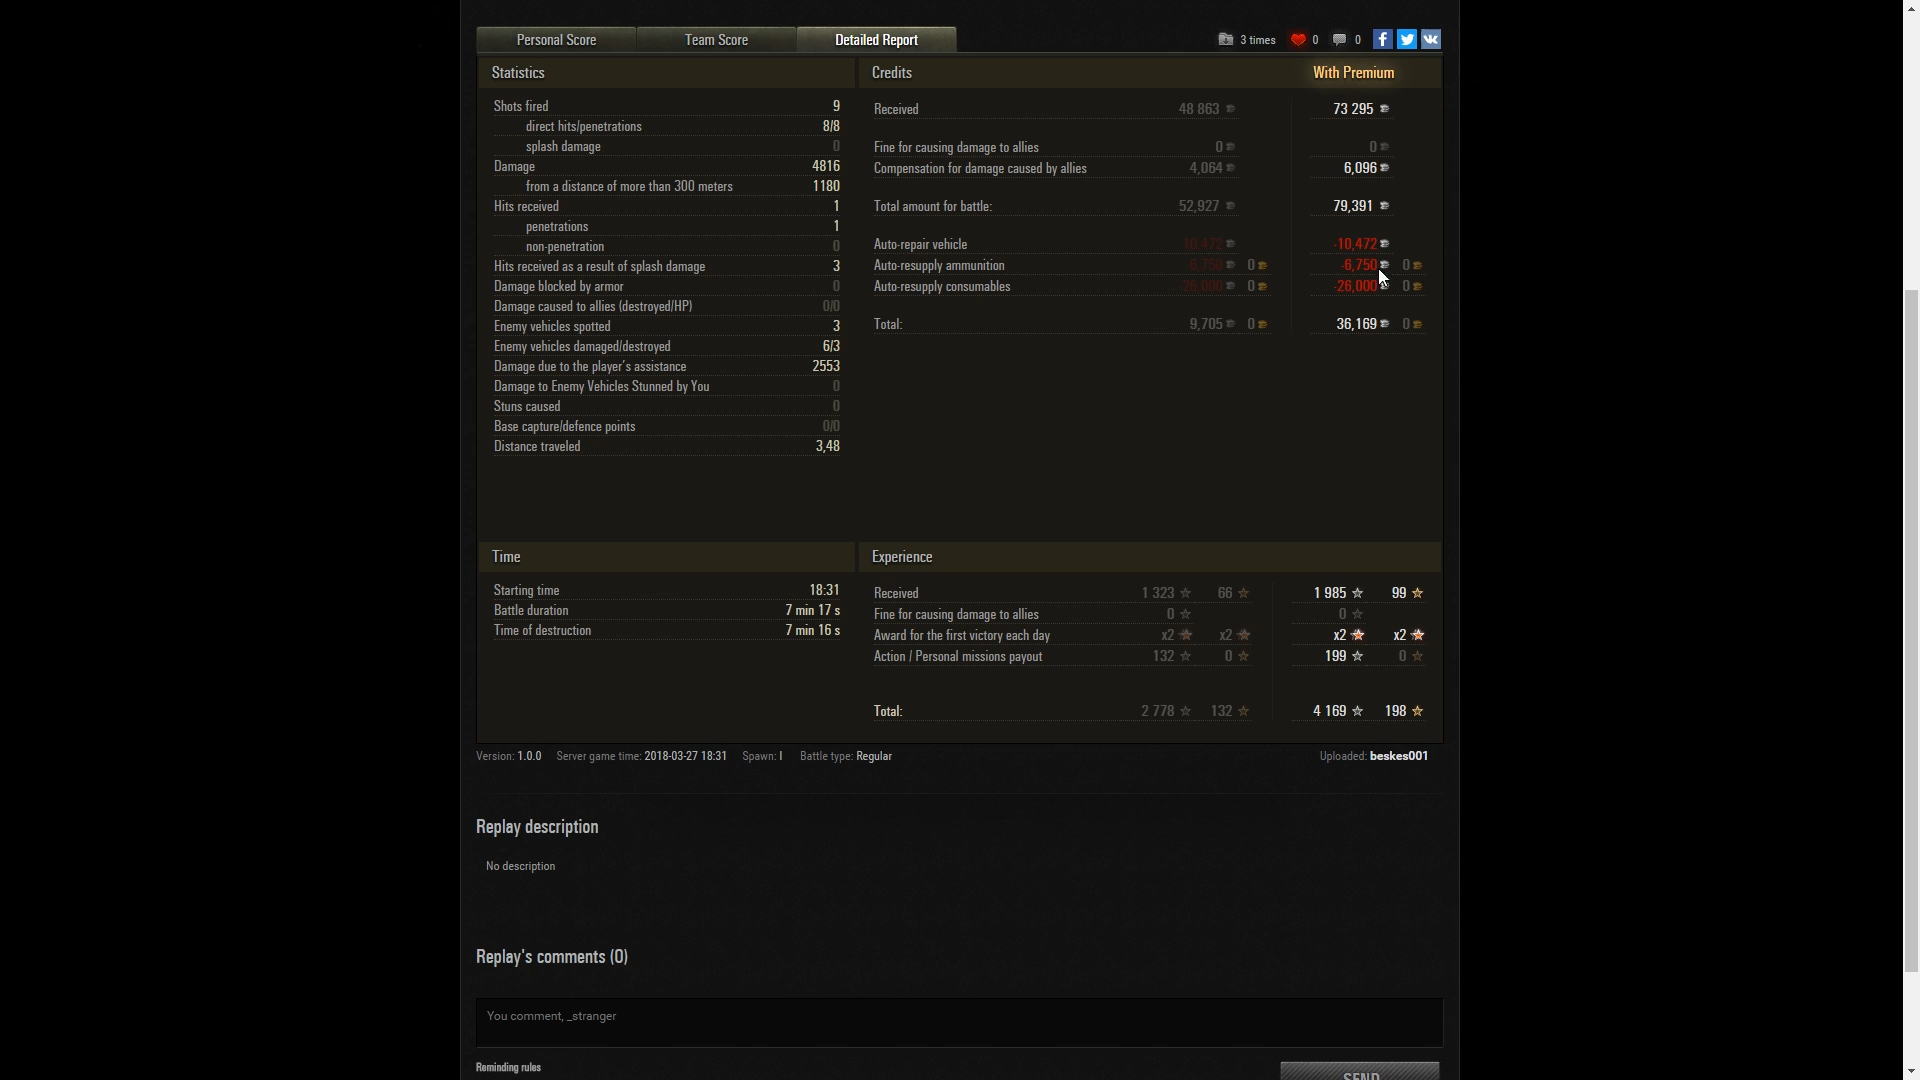 Personal Score Team Score Detailed Report 3 times 0 0
Statistics
Shots fired 9
direct hits/penetrations 8/8
splash damage 0
Damage 4816
from a distance of more than 300 meters 1180
Hits received 1
penetrations 1
non-penetration 0
Hits received as a result of splash damage 3
Damage blocked by armor 0
Damage caused to allies (destroyed/HP) 0/0
Enemy vehicles spotted 3
Enemy vehicles damaged/destroyed 6/3
Damage due to the player's assistance 2553
Damage to Enemy Vehicles Stunned by You 0
Stuns caused 0
Base capture/defence points 0/0
Distance traveled 3,48
Credits With Premium
Received 48 863 73 295
Fine for causing damage to allies 0 0
Compensation for damage caused by allies 4,064 6,096
Total amount for battle: 52,927 79,391
Auto-repair vehicle -10,472 -10,472
Auto-resupply ammunition -6,750 0 -6,750 0
Auto-resupply consumables -26,000 0 -26,000 0
Total: 9,705 0 36,169 0
Time
Starting time 18:31
Battle duration 7 min 17 s
Time of destruction 7 min 16 s
Experience
Received 1 323 66 1 985 99
Fine for causing damage to allies 0 0
Award for the first victory each day x2 x2 x2 x2
Action / Personal missions payout 132 0 199 0
Total: 2 778 132 4 169 198
Version: 1.0.0 Server game time: 2018-03-27 18:31 Spawn: I Battle type: Regular Uploaded: beskes001
Replay description
No description
Replay's comments (0)
You comment, _stranger
Reminding rules
SEND